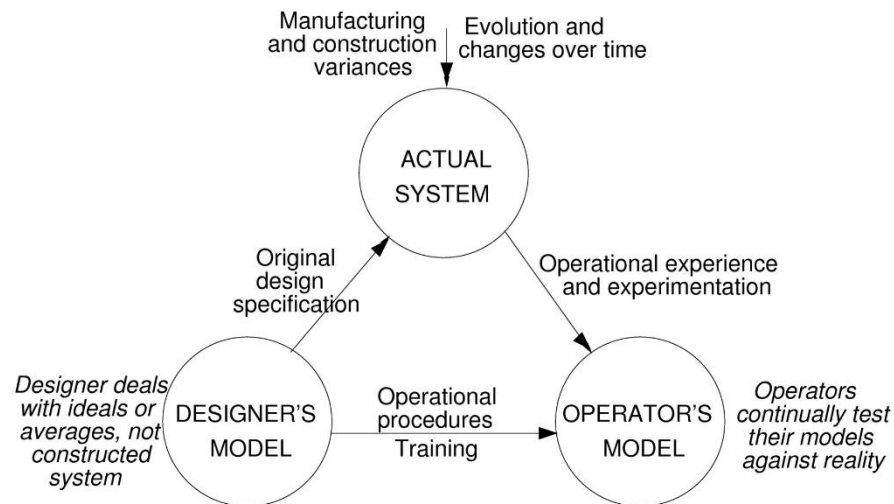 Manufacturing
and construction
variances
Evolution and
changes over time
ACTUAL
SYSTEM
Original
design
specification
Operational experience
and experimentation
Designer deals
with ideals or
averages, not
constructed
system
DESIGNER'S
MODEL
Operational
procedures
Training
OPERATOR'S
MODEL
Operators
continually test
their models
against reality